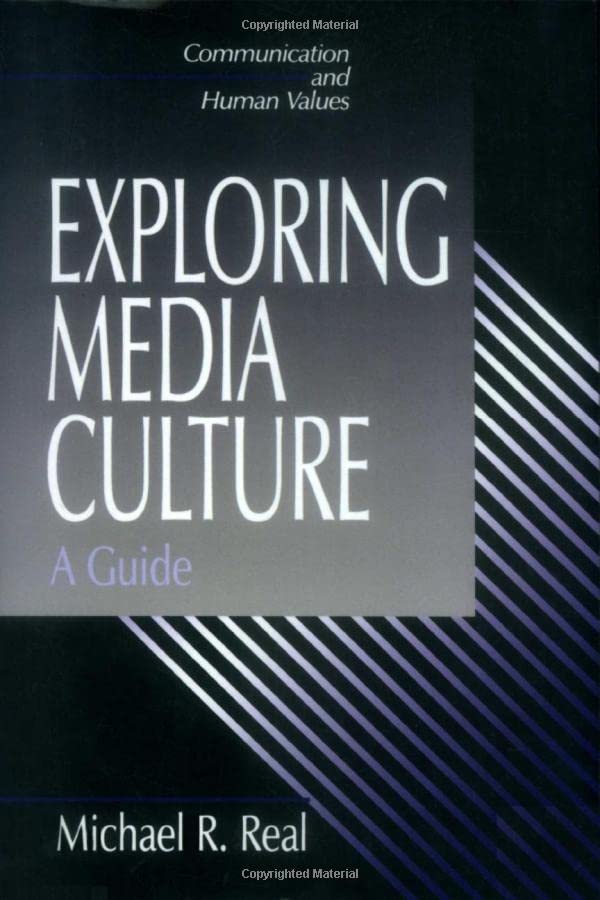 Copyrighted Material
Communication
and
Human Values
EXPLORING
MEDIA
CULTURE
A Guide
Michael R. Real
Copyrighted Material